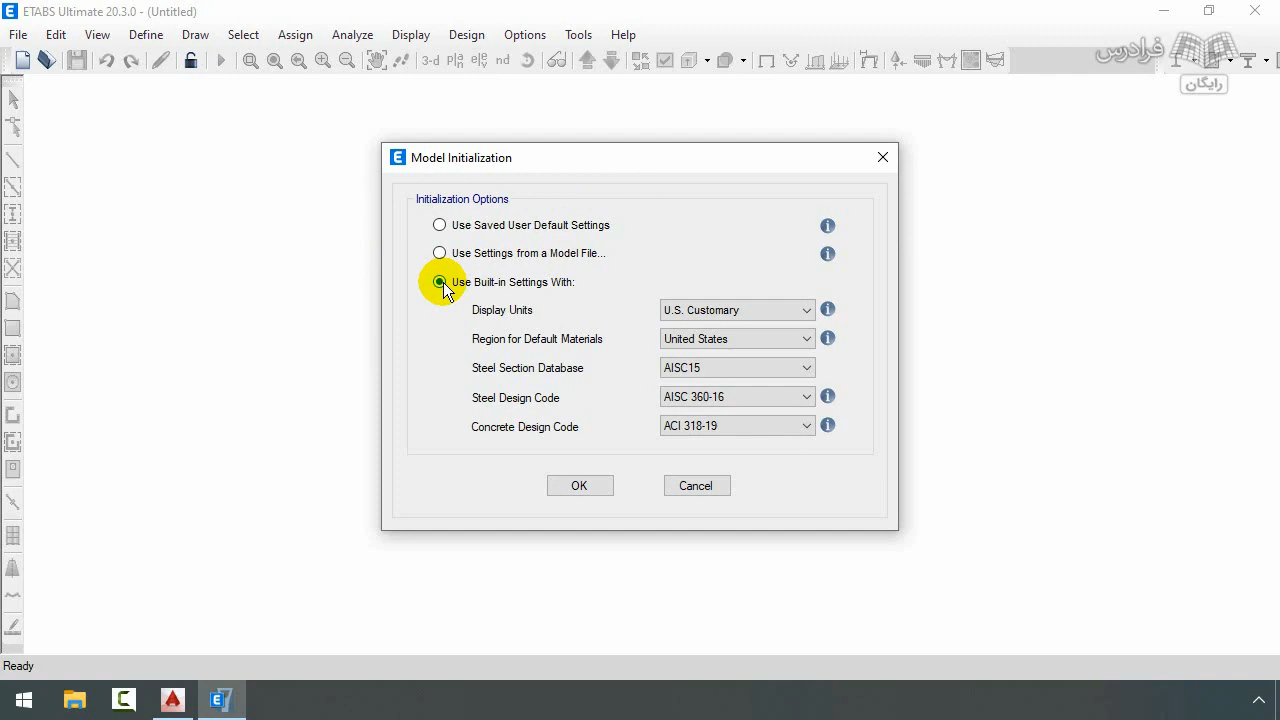 ETABS Ultimate 20.3.0 - (Untitled)
File Edit View Define Draw Select Assign Analyze Display Design Options Tools Help
3-d
فرادرس
رایگان
Model Initialization
Initialization Options
Use Saved User Default Settings
Use Settings from a Model File...
Use Built-in Settings With:
Display Units U.S. Customary
Region for Default Materials United States
Steel Section Database AISC15
Steel Design Code AISC 360-16
Concrete Design Code ACI 318-19
OK Cancel
Ready